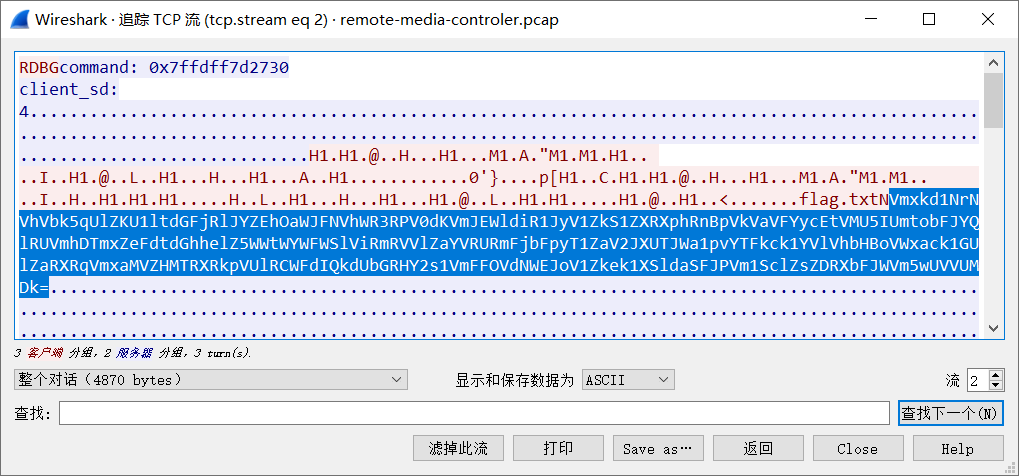 Wireshark · 追踪 TCP 流 (tcp.stream eq 2) · remote-media-controler.pcap
RDBGcommand: 0x7ffdff7d2730
client_sd:
4...............................................................................
................................................................................
........................H1.H1.@..H...H1...M1.A."M1.M1.H1..
..I..H1.@..L..H1...H...H1...A..H1...........0'}....p[H1..C.H1.H1.@..H...H1...M1.A."M1.M1..
..I..H..H1.H1.H1......H..L..H1...H1...@..L..H1....H1.@..H1..<.......flag.txtNVmxkd1NrN
VhVbk5qUlZKU1ltdGFjRlJYZEhOaWJFNVhWR3RPV0dKVmJEWldiR1JyV1ZkS1ZXRXphRnBpVkVaVFYycEtVMU5IUmtobFJYQ
lRUVmhDTmxZeFdtdGhhelZ5WWtWYWFWSlViRmRVVlZaYVRURmFjbFpyT1ZaV2JXUTJWa1pvYTFkck1YVlVhbHBoVWxack1GU
lZaRXRqVmxaMVZHMTRXRkpVUlRCWFdIQkdUbGRHY2s1VmFFOVdNWEJoV1Zkek1XSldaSFJPVm1SclZsZDRXbFJWVm5wUVVUM
Dk=............................................................................
................................................................................
................................................................................
3 客户端 分组, 2 服务器 分组, 3 turn(s).
整个对话（4870 bytes） 显示和保存数据为 ASCII 流 2
查找: 查找下一个(N)
滤掉此流 打印 Save as… 返回 Close Help